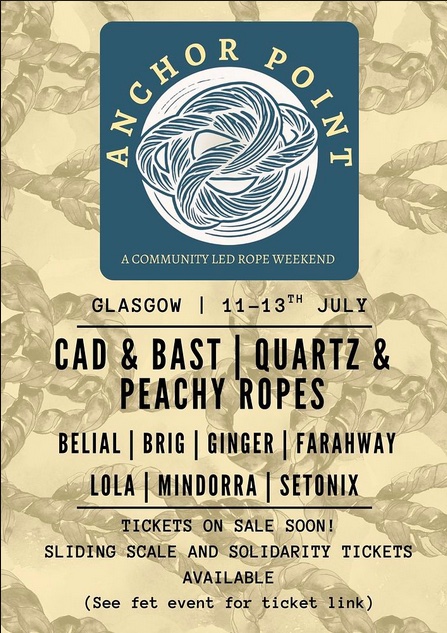 ANCHOR POINT
A COMMUNITY LED ROPE WEEKEND
GLASGOW | 11-13TH JULY
CAD & BAST | QUARTZ &
PEACHY ROPES
BELIAL | BRIG | GINGER | FARAHWAY
LOLA | MINDORRA | SETONIX
TICKETS ON SALE SOON!
SLIDING SCALE AND SOLIDARITY TICKETS
AVAILABLE
(See fet event for ticket link)